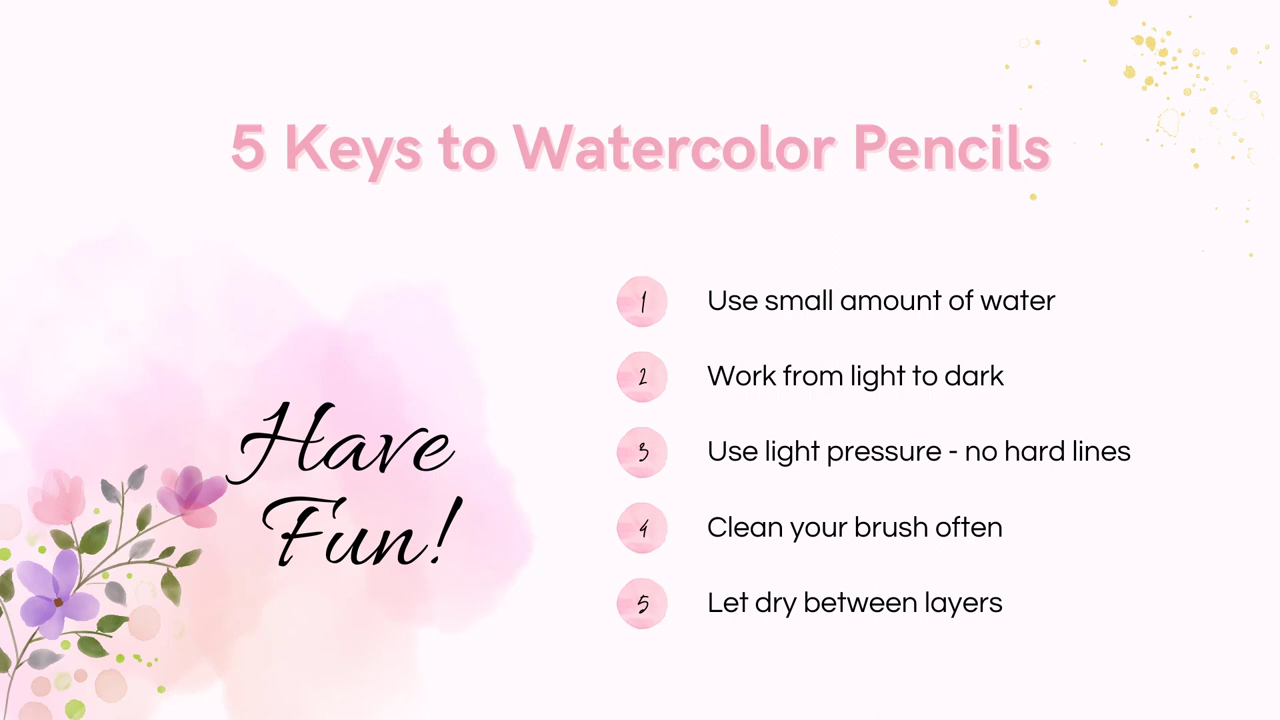 5 Keys to Watercolor Pencils
Have
Fun!
1 Use small amount of water
2 Work from light to dark
3 Use light pressure - no hard lines
4 Clean your brush often
5 Let dry between layers